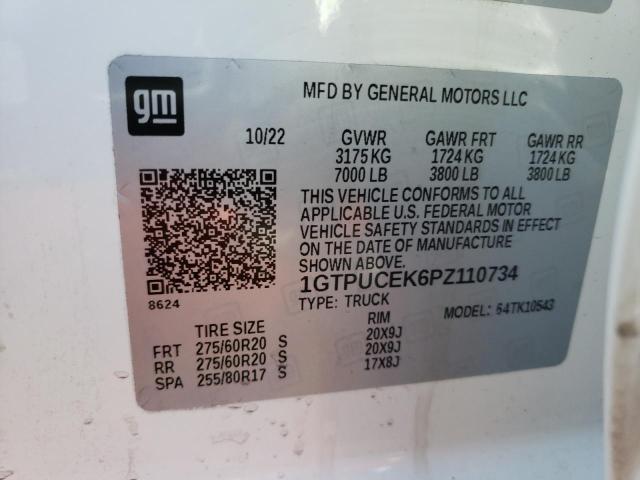 gm
MFD BY GENERAL MOTORS LLC
10/22 GVWR GAWR FRT GAWR RR
3175 KG 1724 KG 1724 KG
7000 LB 3800 LB 3800 LB
THIS VEHICLE CONFORMS TO ALL
APPLICABLE U.S. FEDERAL MOTOR
VEHICLE SAFETY STANDARDS IN EFFECT
ON THE DATE OF MANUFACTURE
SHOWN ABOVE.
1GTPUCEK6PZ110734
8624
TYPE: TRUCK MODEL: 64TK10543
TIRE SIZE RIM
FRT 275/60R20 S 20X9J
RR 275/60R20 S 20X9J
SPA 255/80R17 S 17X8J